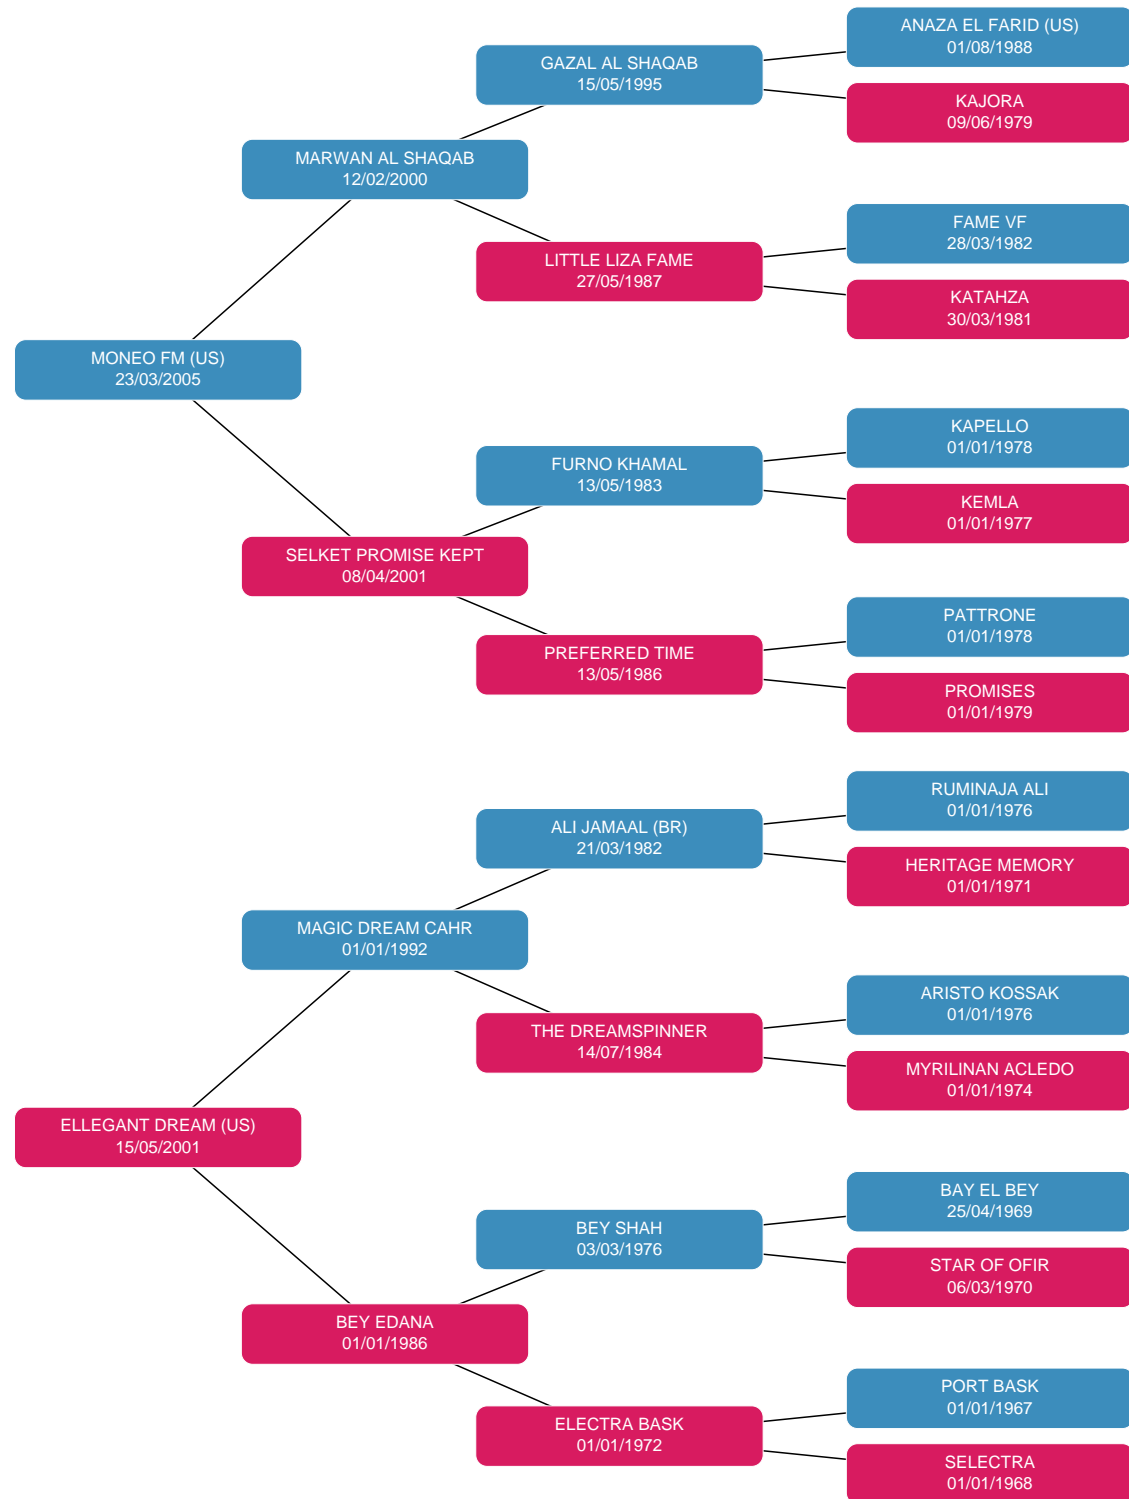 ANAZA EL FARID (US)
01/08/1988
GAZAL AL SHAQAB
15/05/1995
KAJORA
09/06/1979
MARWAN AL SHAQAB
12/02/2000
FAME VF
28/03/1982
LITTLE LIZA FAME
27/05/1987
KATAHZA
30/03/1981
MONEO FM (US)
23/03/2005
KAPELLO
01/01/1978
FURNO KHAMAL
13/05/1983
KEMLA
01/01/1977
SELKET PROMISE KEPT
08/04/2001
PATTRONE
01/01/1978
PREFERRED TIME
13/05/1986
PROMISES
01/01/1979
RUMINAJA ALI
01/01/1976
ALI JAMAAL (BR)
21/03/1982
HERITAGE MEMORY
01/01/1971
MAGIC DREAM CAHR
01/01/1992
ARISTO KOSSAK
01/01/1976
THE DREAMSPINNER
14/07/1984
MYRILINAN ACLEDO
01/01/1974
ELLEGANT DREAM (US)
15/05/2001
BAY EL BEY
25/04/1969
BEY SHAH
03/03/1976
STAR OF OFIR
06/03/1970
BEY EDANA
01/01/1986
PORT BASK
01/01/1967
ELECTRA BASK
01/01/1972
SELECTRA
01/01/1968